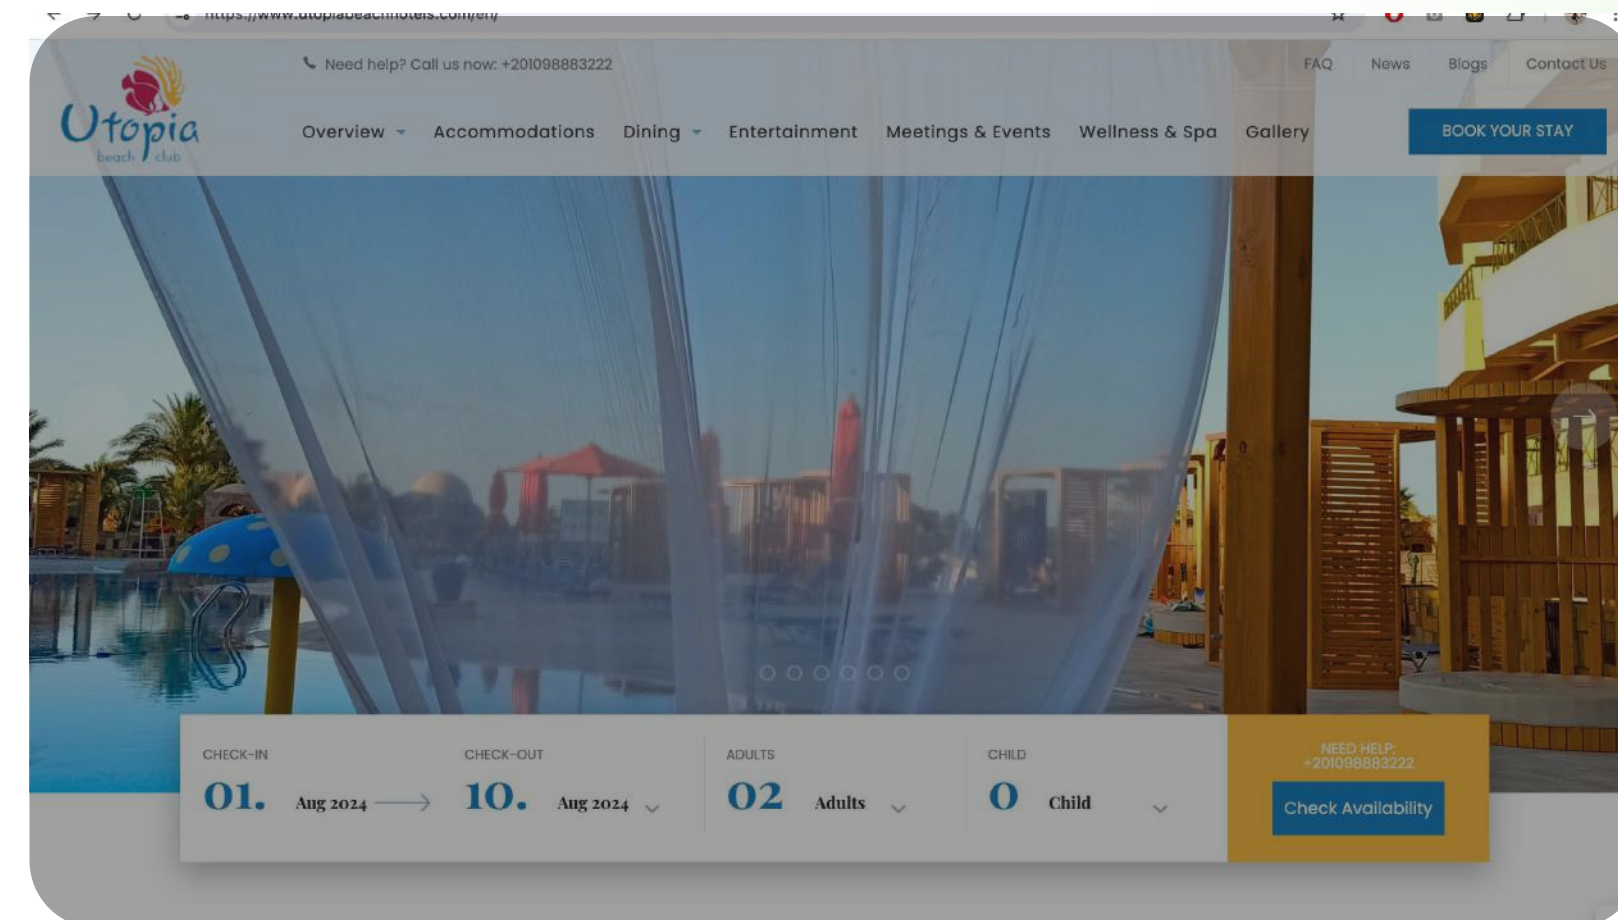 https://www.utopiabeachhotels.com/en/
Need help? Call us now: +201098883222
FAQ News Blogs Contact Us
Utopia
beach club
Overview Accommodations Dining Entertainment Meetings & Events Wellness & Spa Gallery BOOK YOUR STAY
CHECK-IN CHECK-OUT ADULTS CHILD
01. Aug 2024 10. Aug 2024 02 Adults 0 Child
NEED HELP:
+201098883222
Check Availability